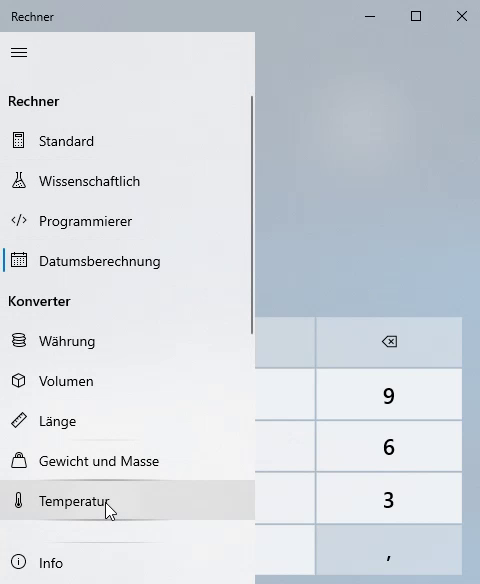 Rechner
Rechner
Standard
Wissenschaftlich
Programmierer
Datumsberechnung
Konverter
Währung
Volumen
Länge
Gewicht und Masse
Temperatur
Info
9
6
3
,